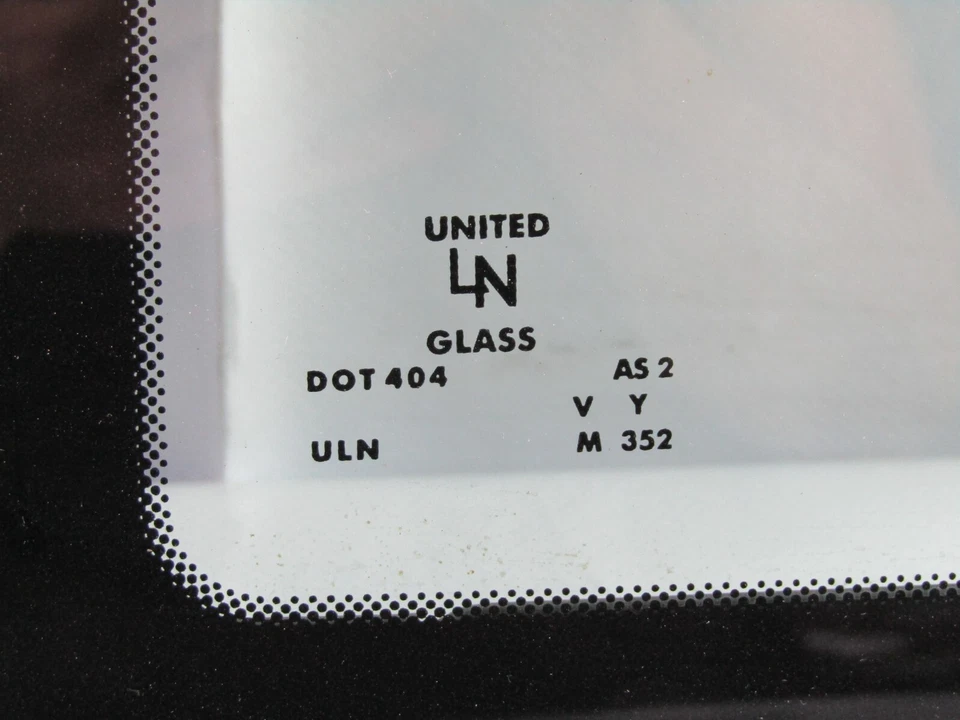 UNITED
LN
GLASS
DOT 404 AS 2
V Y
ULN M 352